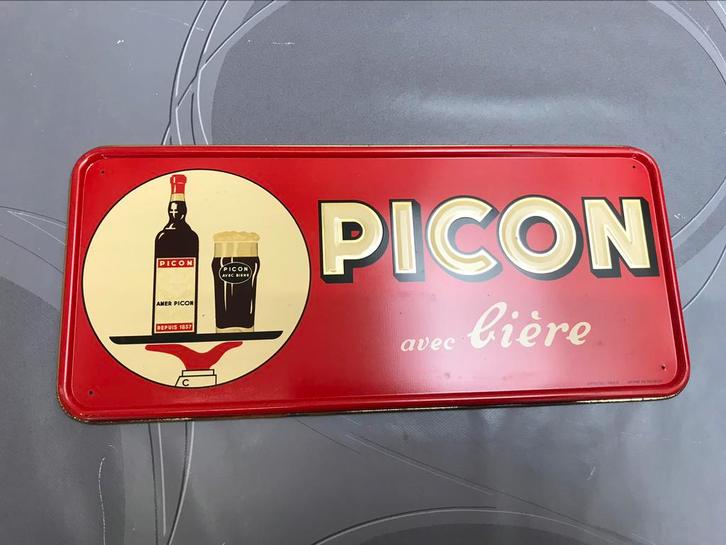 PICON
AMER PICON
DEPUIS 1837
PICON
AVEC BIÈRE
C
PICON
avec bière